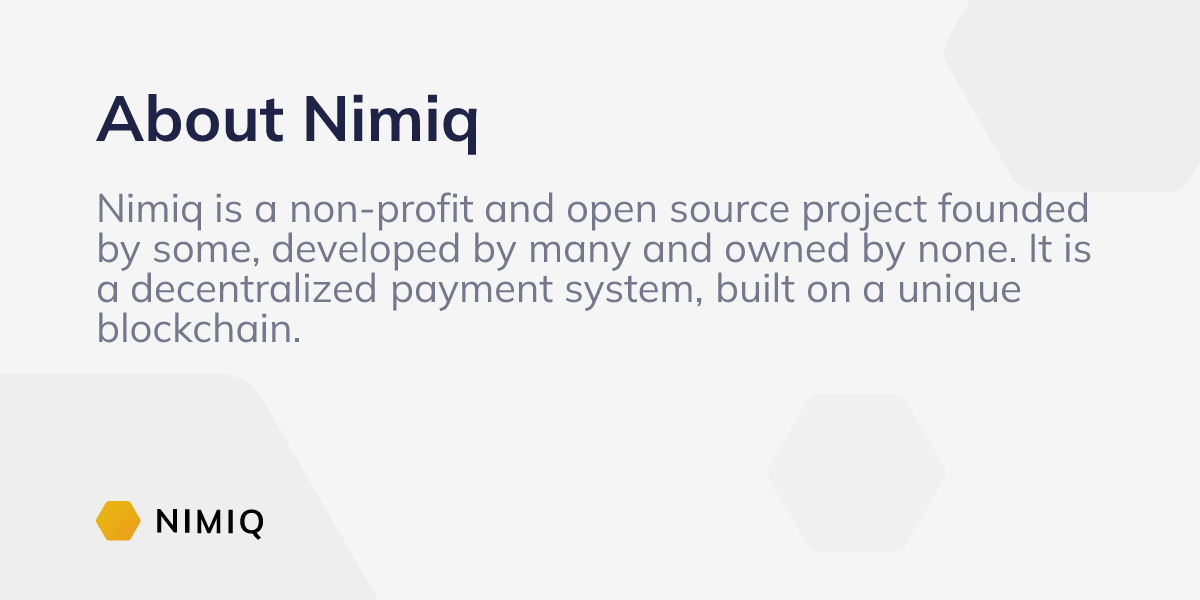 About Nimiq
Nimiq is a non-profit and open source project founded
by some, developed by many and owned by none. It is
a decentralized payment system, built on a unique
blockchain.
NIMIQ